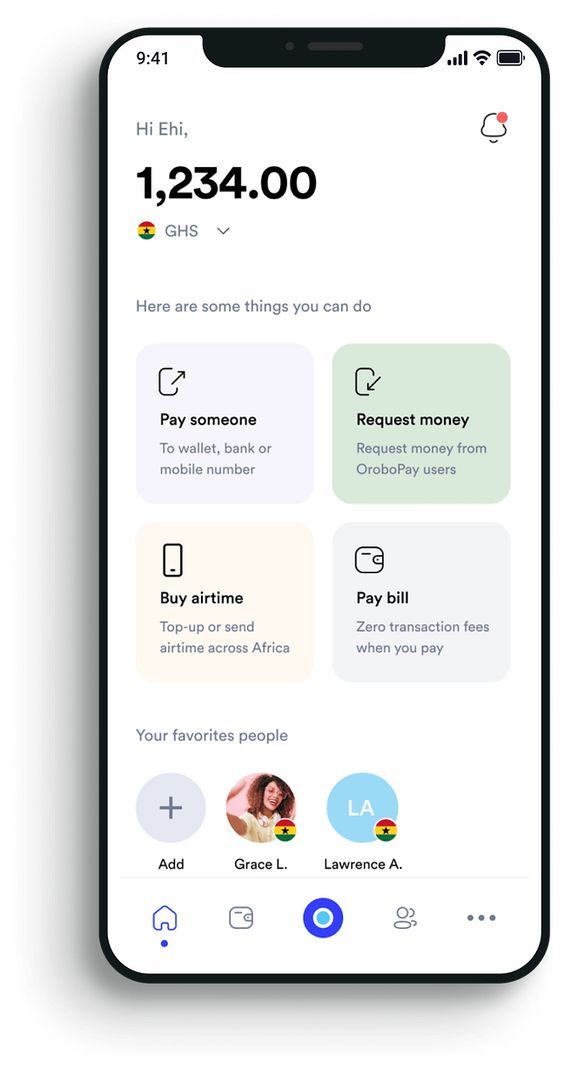 9:41
Hi Ehi,
1,234.00
GHS
Here are some things you can do
Pay someone
To wallet, bank or
mobile number
Request money
Request money from
OroboPay users
Buy airtime
Top-up or send
airtime across Africa
Pay bill
Zero transaction fees
when you pay
Your favorites people
LA
Add
Grace L.
Lawrence A.